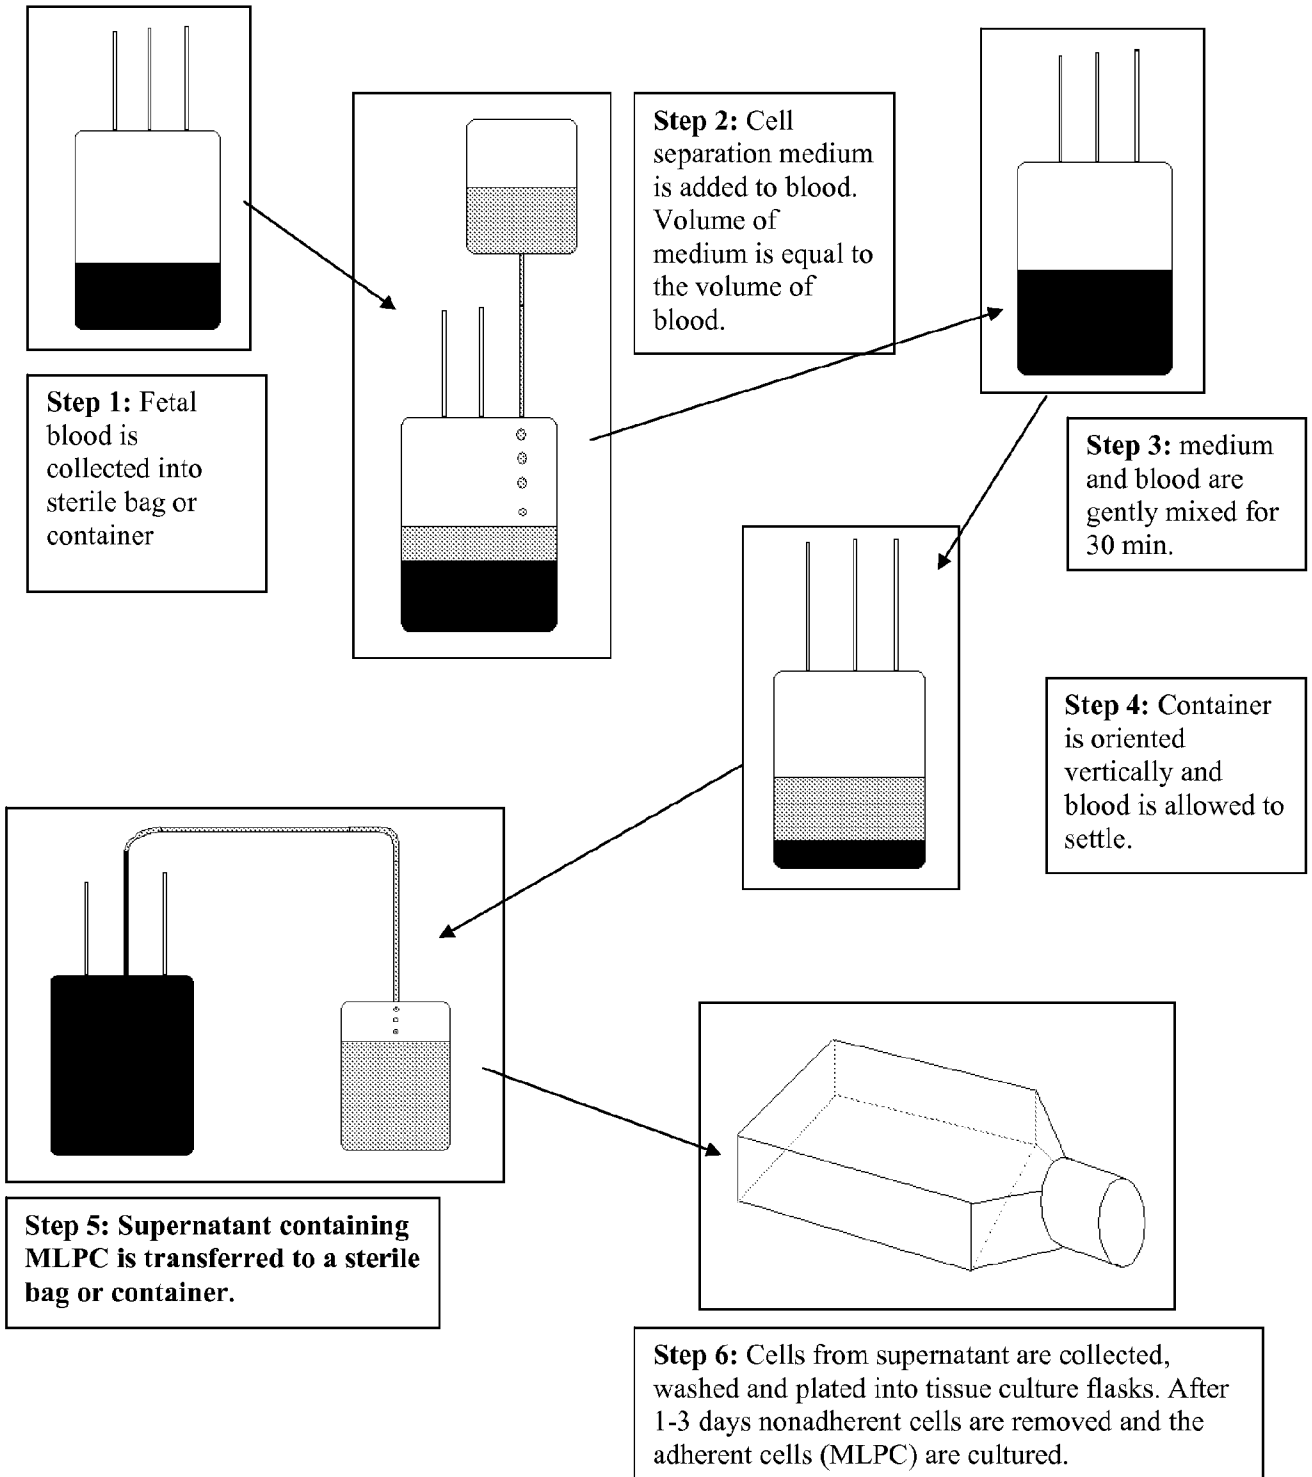 Step 1: Fetal
blood is
collected into
sterile bag or
container
Step 2: Cell
separation medium
is added to blood.
Volume of
medium is equal to
the volume of
blood.
Step 3: medium
and blood are
gently mixed for
30 min.
Step 4: Container
is oriented
vertically and
blood is allowed to
settle.
Step 5: Supernatant containing
MLPC is transferred to a sterile
bag or container.
Step 6: Cells from supernatant are collected,
washed and plated into tissue culture flasks. After
1-3 days nonadherent cells are removed and the
adherent cells (MLPC) are cultured.